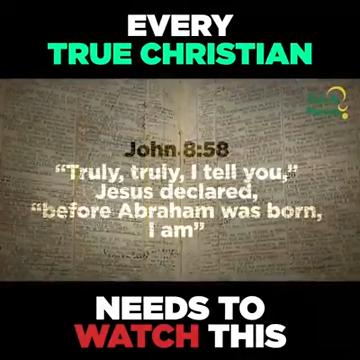 EVERY
TRUE CHRISTIAN
John 8:58
“Truly, truly, I tell you,”
Jesus declared,
“before Abraham was born,
I am”
NEEDS TO
WATCH THIS